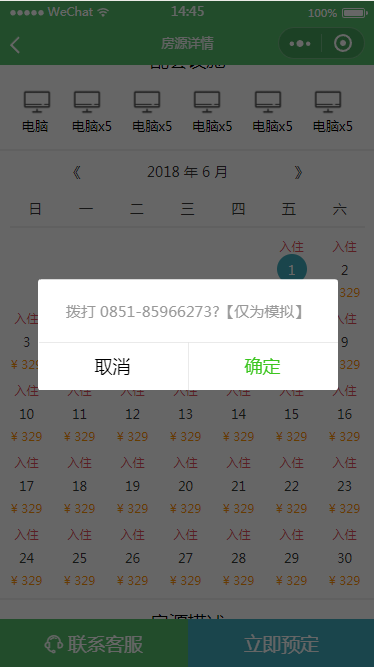 WeChat 14:45 100%
房源详情
配套设施
电脑 电脑x5 电脑x5 电脑x5 电脑x5 电脑x5
《 2018 年 6 月 》
日 一 二 三 四 五 六
入住 入住
1 2
329
入住 入住
3 9
¥ 329 329
拨打 0851-85966273?【仅为模拟】
取消 确定
入住 入住 入住 入住 入住 入住 入住
10 11 12 13 14 15 16
¥ 329 ¥ 329 ¥ 329 ¥ 329 ¥ 329 ¥ 329 ¥ 329
入住 入住 入住 入住 入住 入住 入住
17 18 19 20 21 22 23
¥ 329 ¥ 329 ¥ 329 ¥ 329 ¥ 329 ¥ 329 ¥ 329
入住 入住 入住 入住 入住 入住 入住
24 25 26 27 28 29 30
¥ 329 ¥ 329 ¥ 329 ¥ 329 ¥ 329 ¥ 329 ¥ 329
房源描述
联系客服 立即预定